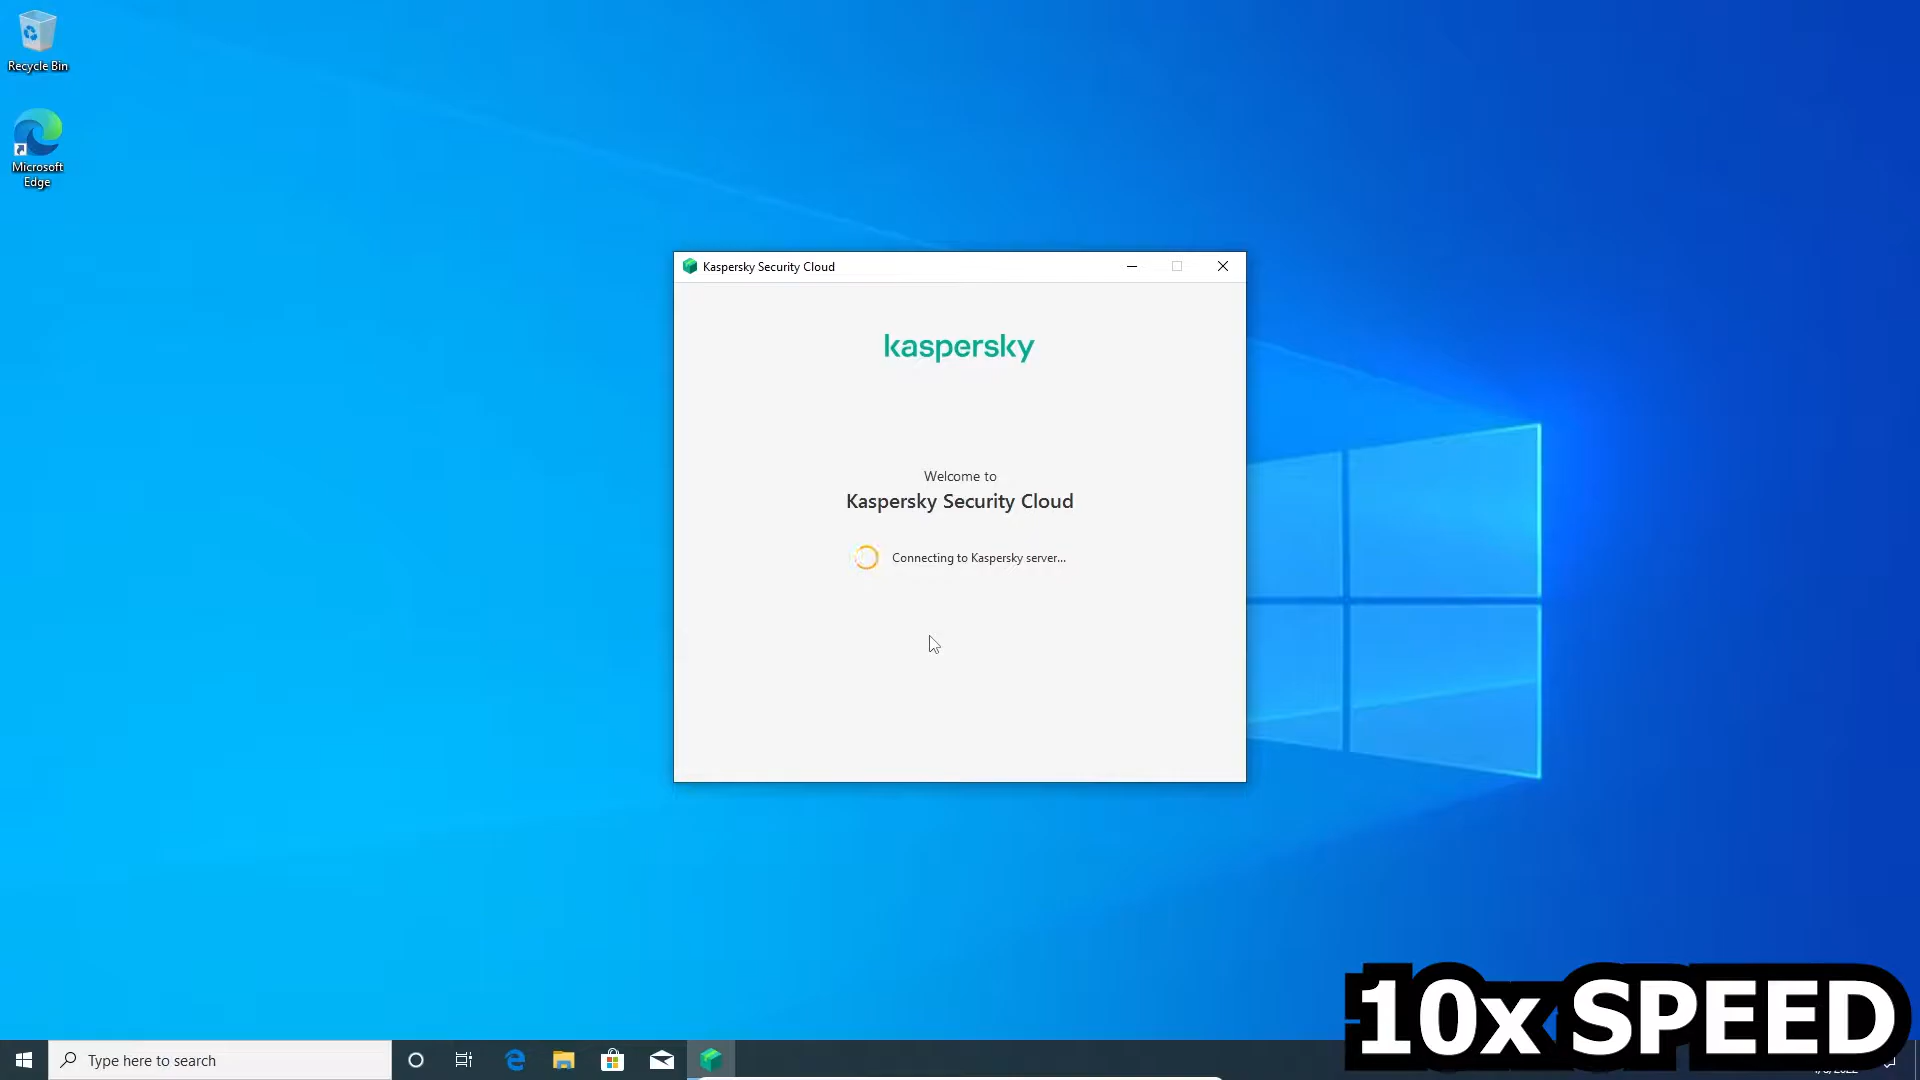 Recycle Bin
Microsoft
Edge
Kaspersky Security Cloud
kaspersky
Welcome to
Kaspersky Security Cloud
Connecting to Kaspersky server...
10x SPEED
Type here to search